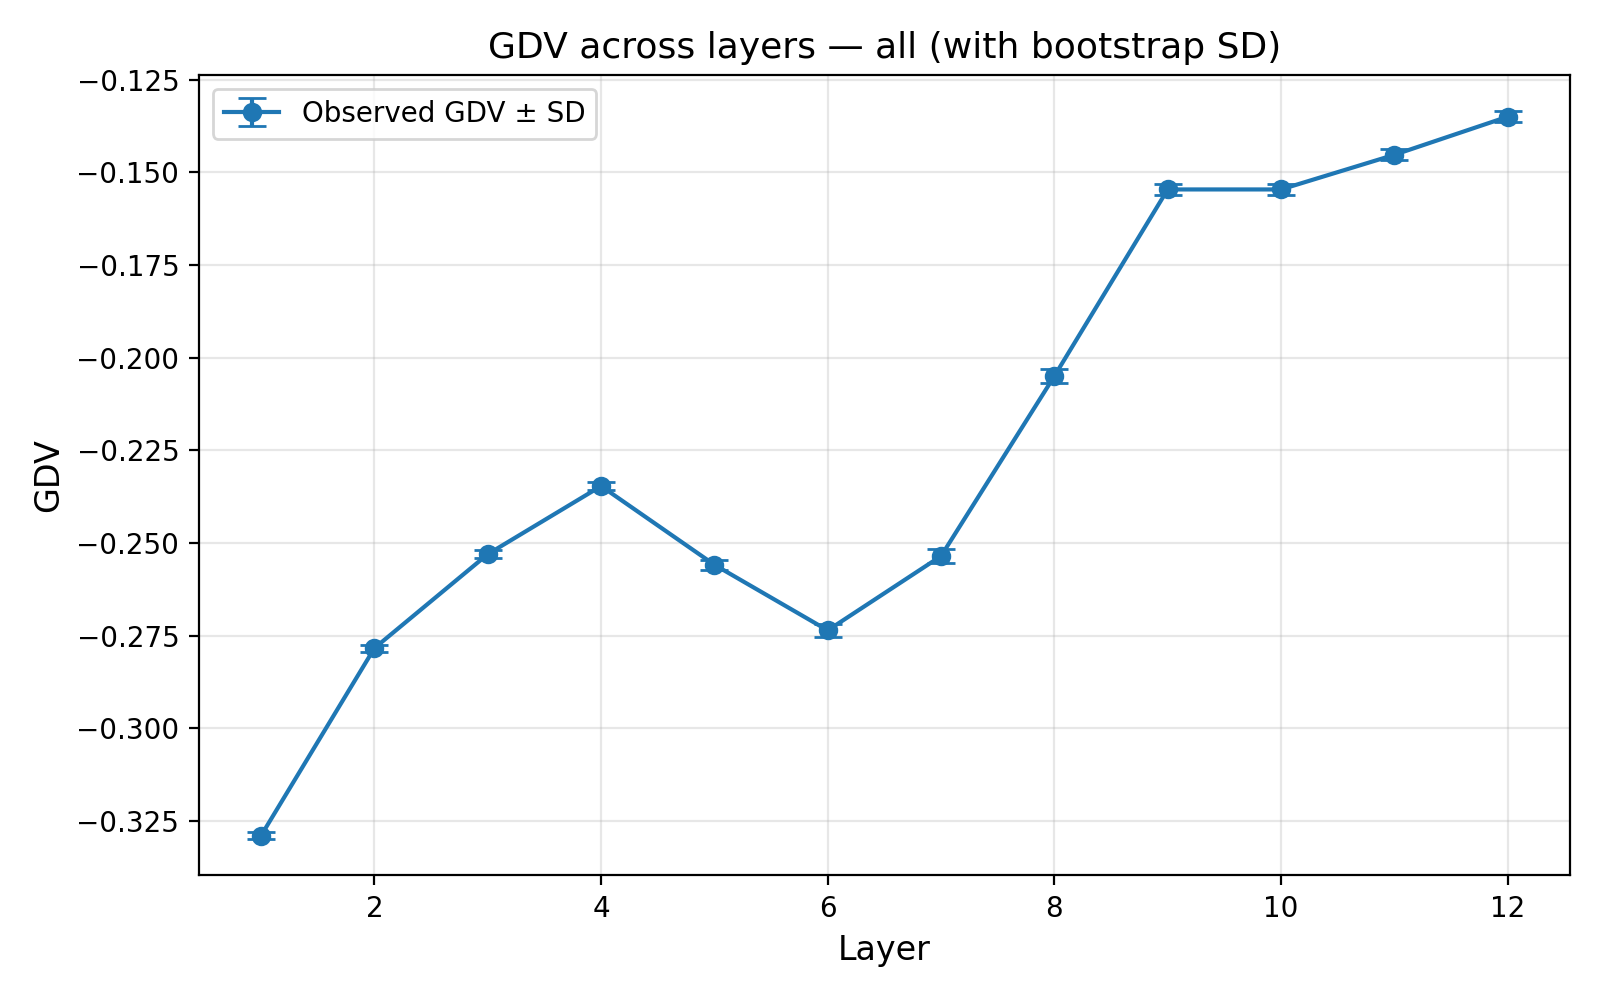 GDV across layers — all (with bootstrap SD)
Observed GDV ± SD
−0.125
−0.150
−0.175
−0.200
−0.225
−0.250
−0.275
−0.300
−0.325
GDV
2 4 6 8 10 12
Layer